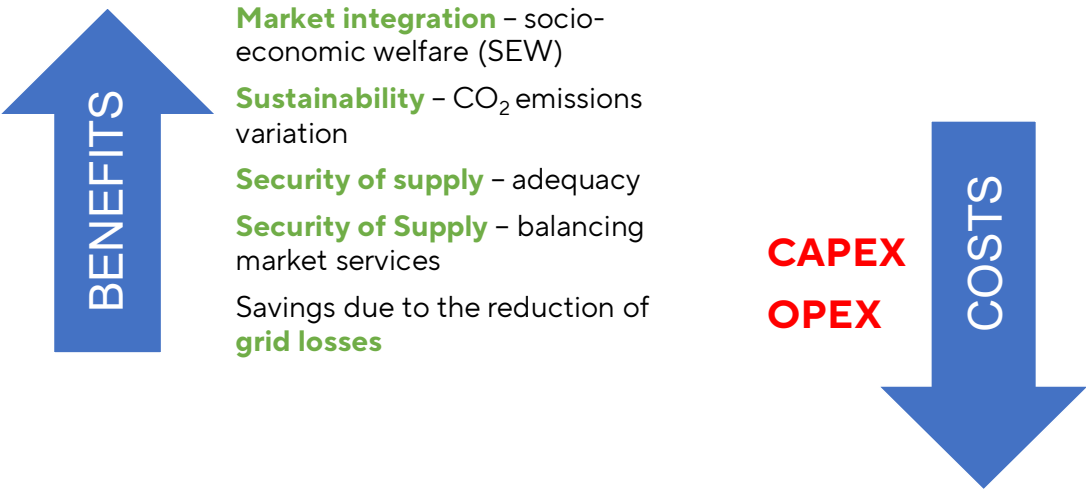 BENEFITS
Market integration – socio-
economic welfare (SEW)
Sustainability – CO₂ emissions
variation
Security of supply – adequacy
Security of Supply – balancing
market services
Savings due to the reduction of
grid losses
CAPEX
OPEX
COSTS